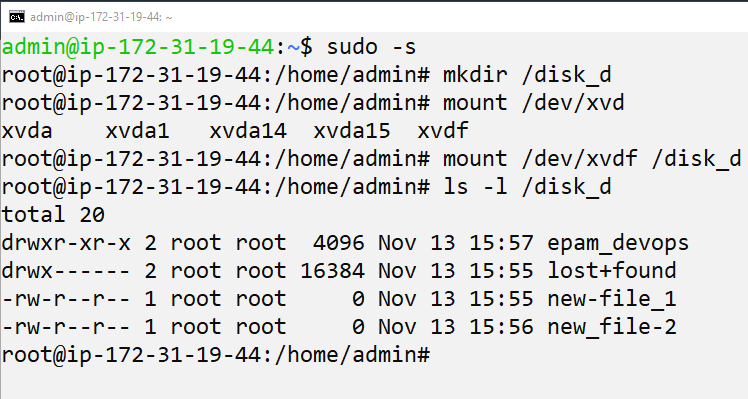 admin@ip-172-31-19-44: ~
admin@ip-172-31-19-44:~$ sudo -s
root@ip-172-31-19-44:/home/admin# mkdir /disk_d
root@ip-172-31-19-44:/home/admin# mount /dev/xvd
xvda    xvda1   xvda14  xvda15  xvdf
root@ip-172-31-19-44:/home/admin# mount /dev/xvdf /disk_d
root@ip-172-31-19-44:/home/admin# ls -l /disk_d
total 20
drwxr-xr-x 2 root root  4096 Nov 13 15:57 epam_devops
drwx------ 2 root root 16384 Nov 13 15:55 lost+found
-rw-r--r-- 1 root root     0 Nov 13 15:55 new-file_1
-rw-r--r-- 1 root root     0 Nov 13 15:56 new_file-2
root@ip-172-31-19-44:/home/admin#